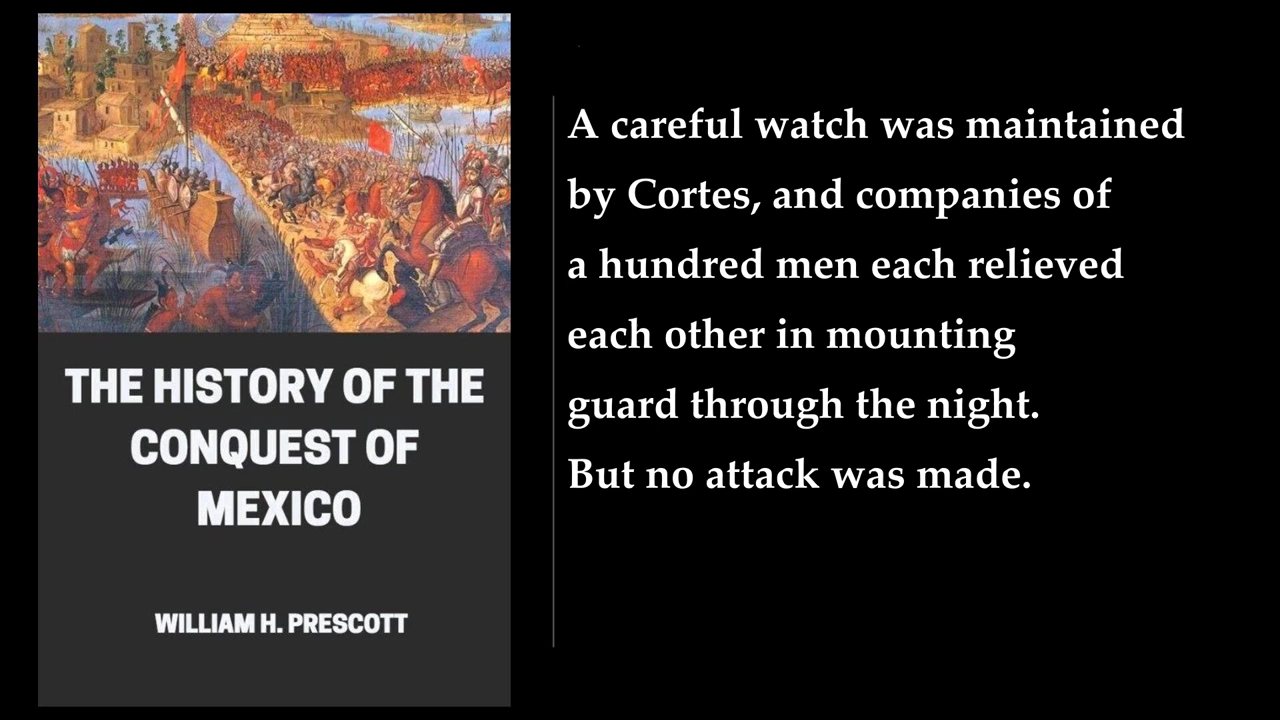 THE HISTORY OF THE
CONQUEST OF
MEXICO
WILLIAM H. PRESCOTT
A careful watch was maintained
by Cortes, and companies of
a hundred men each relieved
each other in mounting
guard through the night.
But no attack was made.